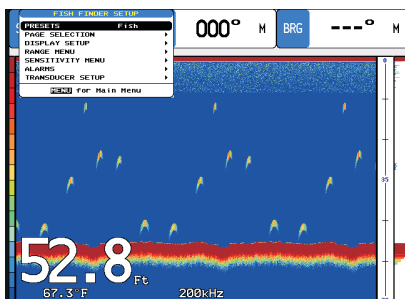 FISH FINDER SETUP
PRESETS Fish
PAGE SELECTION
DISPLAY SETUP
RANGE MENU
SENSITIVITY MENU
ALARMS
TRANSDUCER SETUP
MENU for Main Menu
000° M
BRG ---° M
0
35
52.8 Ft
67.3°F 200kHz